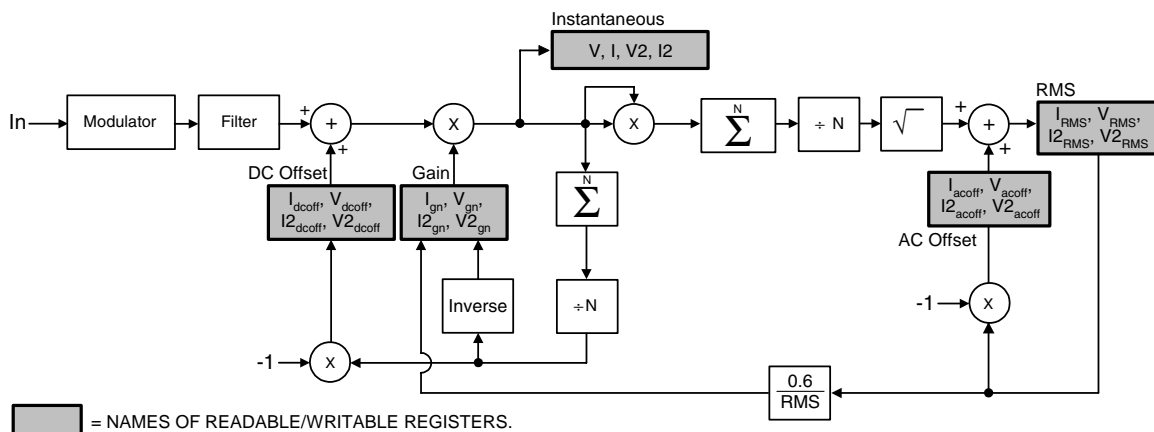 Instantaneous
V, I, V2, I2
In
Modulator
Filter
+
+
+
X
X
N
∑
÷ N
√
+
+
+
RMS
I_RMS, V_RMS,
I2_RMS, V2_RMS
DC Offset
I_dcoff, V_dcoff,
I2_dcoff, V2_dcoff
Gain
I_gn, V_gn,
I2_gn, V2_gn
N
∑
I_acoff, V_acoff,
I2_acoff, V2_acoff
AC Offset
Inverse
÷N
-1
X
-1
X
0.6
RMS
= NAMES OF READABLE/WRITABLE REGISTERS.